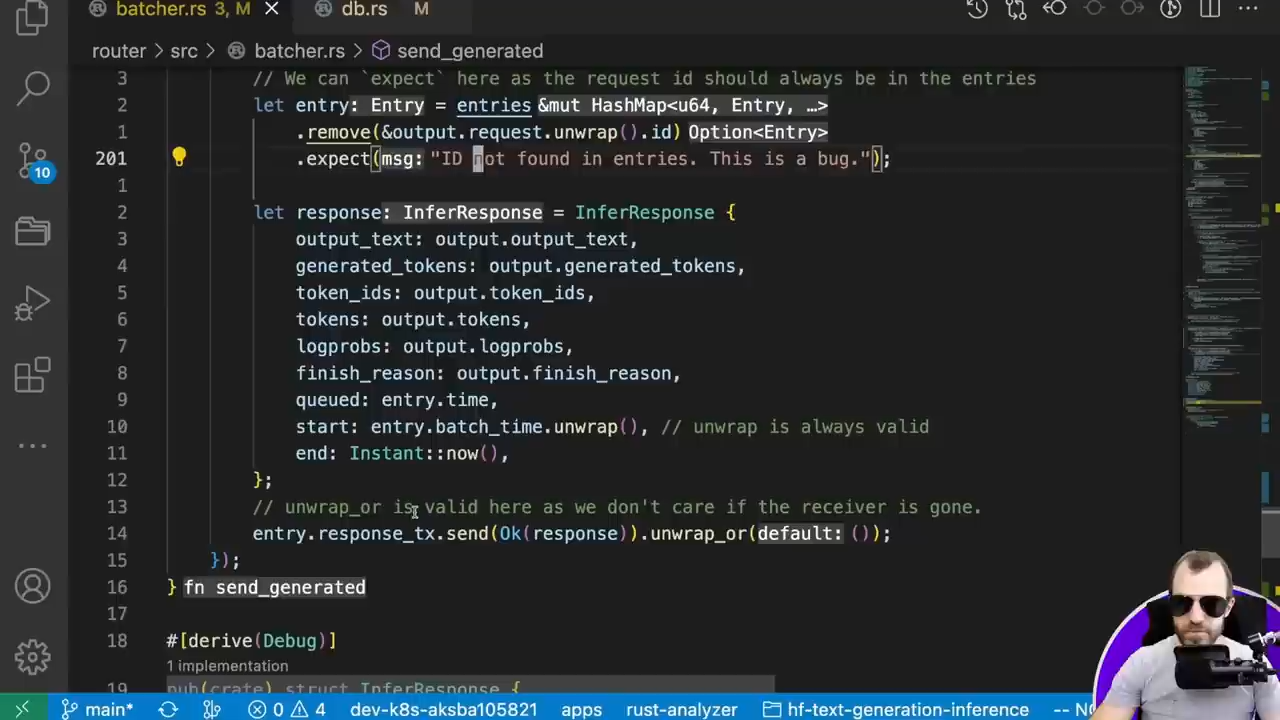 batcher.rs 3, M
db.rs M
router > src > batcher.rs > send_generated
3 // We can `expect` here as the request id should always be in the entries
2 let entry: Entry = entries &mut HashMap<u64, Entry, …>
1 .remove(&output.request.unwrap().id) Option<Entry>
201 .expect(msg: "ID not found in entries. This is a bug.");
1
2 let response: InferResponse = InferResponse {
3 output_text: output.output_text,
4 generated_tokens: output.generated_tokens,
5 token_ids: output.token_ids,
6 tokens: output.tokens,
7 logprobs: output.logprobs,
8 finish_reason: output.finish_reason,
9 queued: entry.time,
10 start: entry.batch_time.unwrap(), // unwrap is always valid
11 end: Instant::now(),
12 };
13 // unwrap_or is valid here as we don't care if the receiver is gone.
14 entry.response_tx.send(Ok(response)).unwrap_or(default: ());
15 });
16 } fn send_generated
17
18 #[derive(Debug)]
1 implementation
19 pub(crate) struct InferResponse {
10
main* 0 4 dev-k8s-aksba105821 apps rust-analyzer hf-text-generation-inference